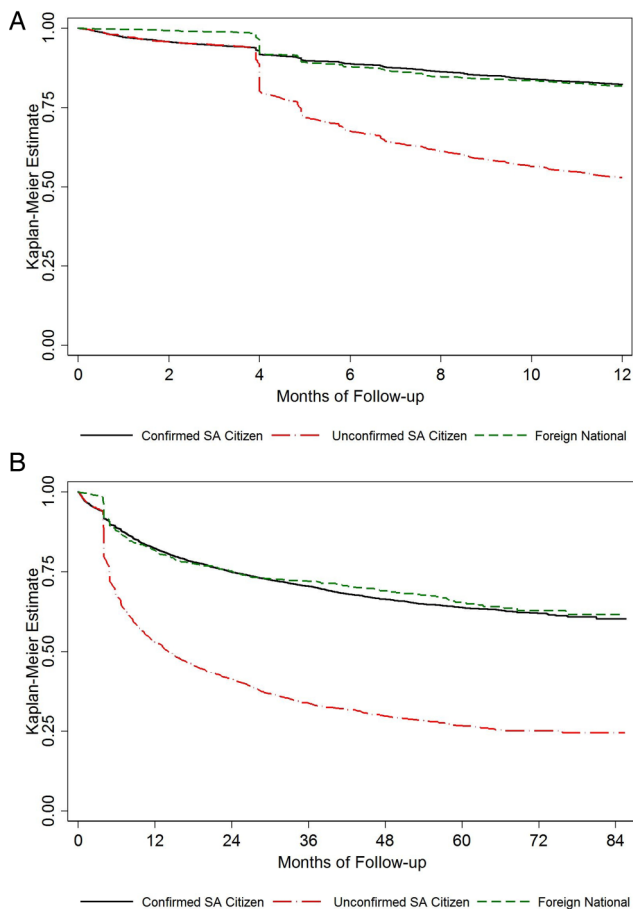 A
Kaplan-Meier Estimate
1.00
0.75
0.50
0.25
0.00
0 2 4 6 8 10 12
Months of Follow-up
Confirmed SA Citizen Unconfirmed SA Citizen Foreign National
B
Kaplan-Meier Estimate
1.00
0.75
0.50
0.25
0.00
0 12 24 36 48 60 72 84
Months of Follow-up
Confirmed SA Citizen Unconfirmed SA Citizen Foreign National